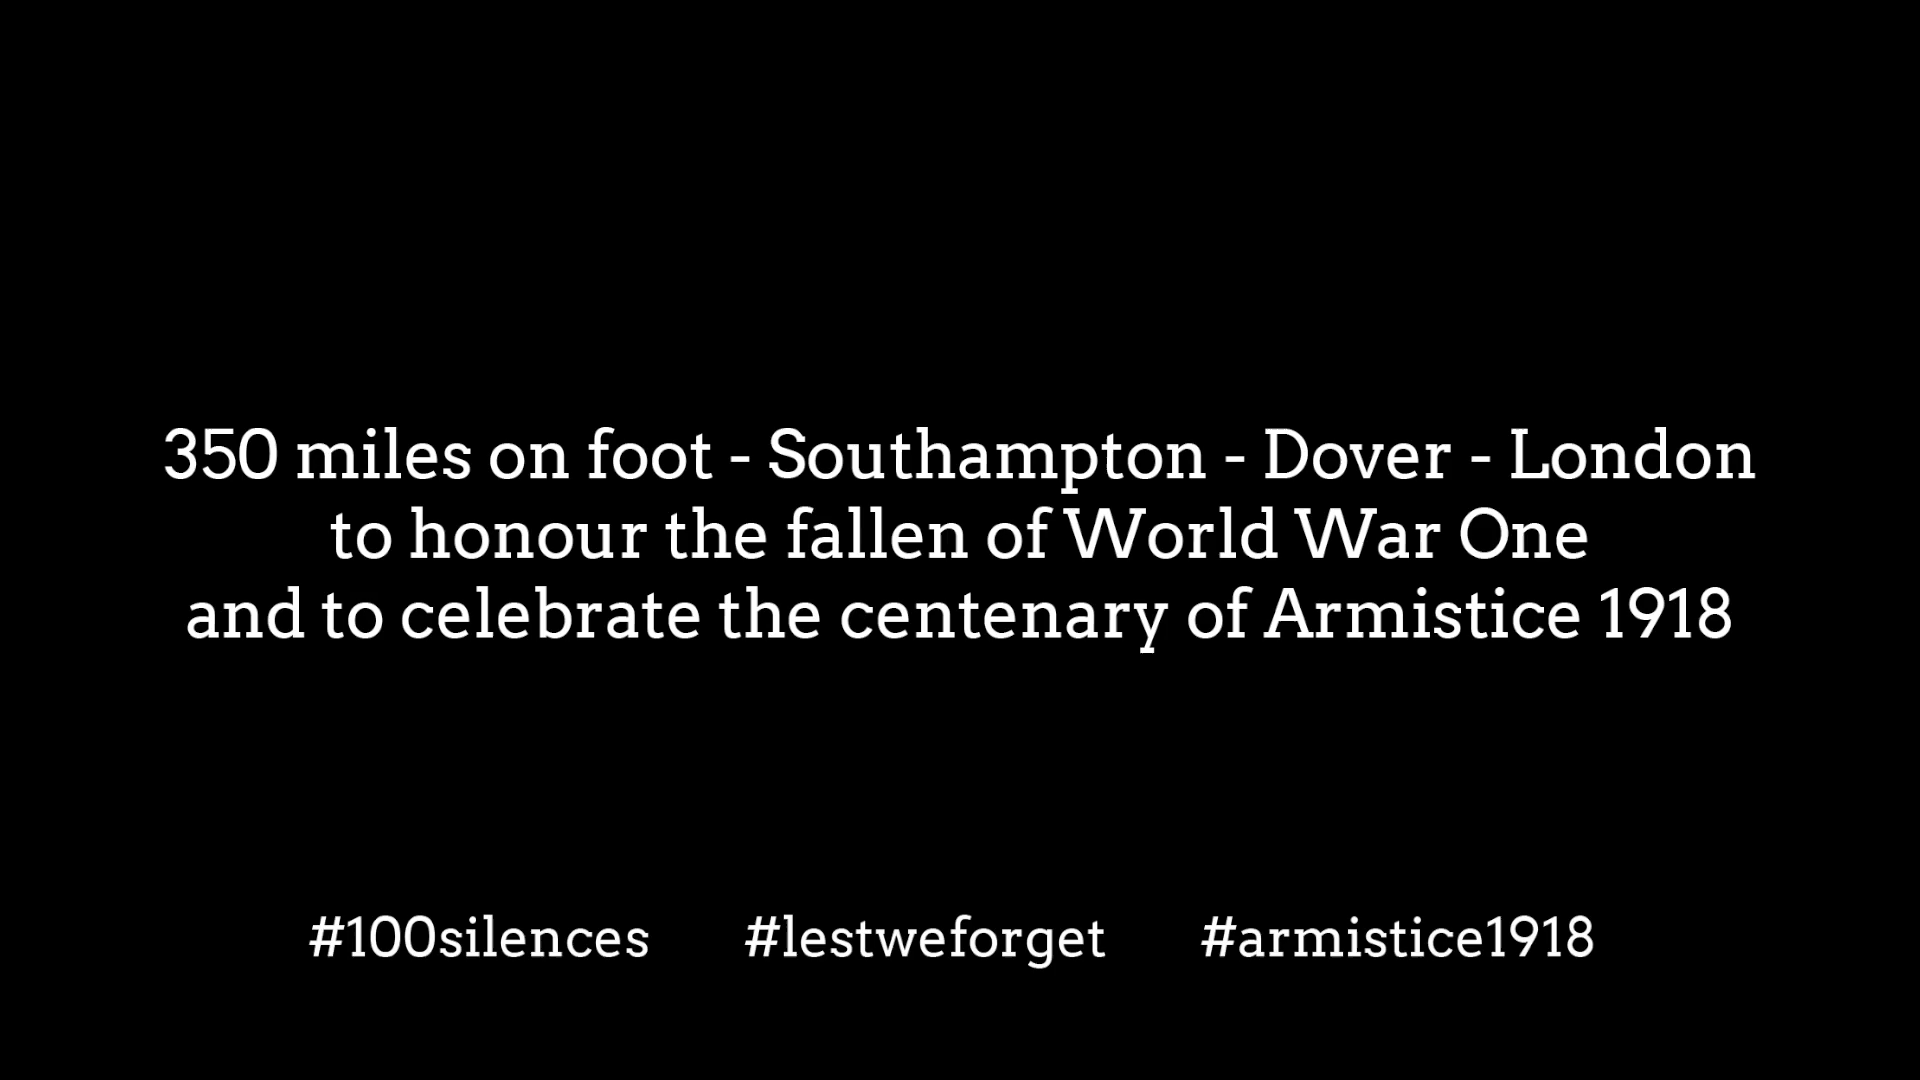 350 miles on foot - Southampton - Dover - London
to honour the fallen of World War One
and to celebrate the centenary of Armistice 1918
#100silences #lestweforget #armistice1918